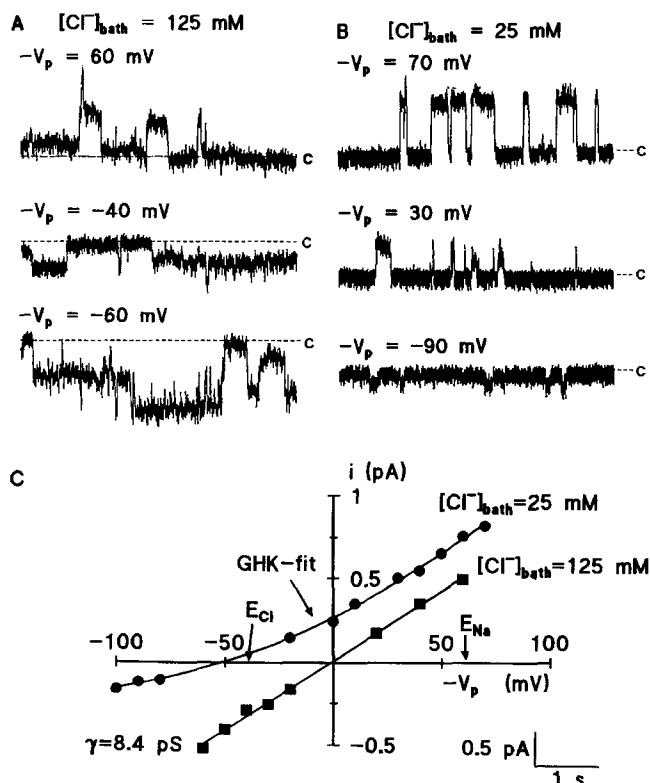 A [Cl⁻]bath = 125 mM
−Vp = 60 mV
c
−Vp = −40 mV
c
−Vp = −60 mV
c
B [Cl⁻]bath = 25 mM
−Vp = 70 mV
c
−Vp = 30 mV
c
−Vp = −90 mV
c
C
i (pA)
1
[Cl⁻]bath=25 mM
GHK-fit
0.5
[Cl⁻]bath=125 mM
ECl
ENa
−100
−50
50
100
−Vp (mV)
γ=8.4 pS
−0.5
0.5 pA
1 s